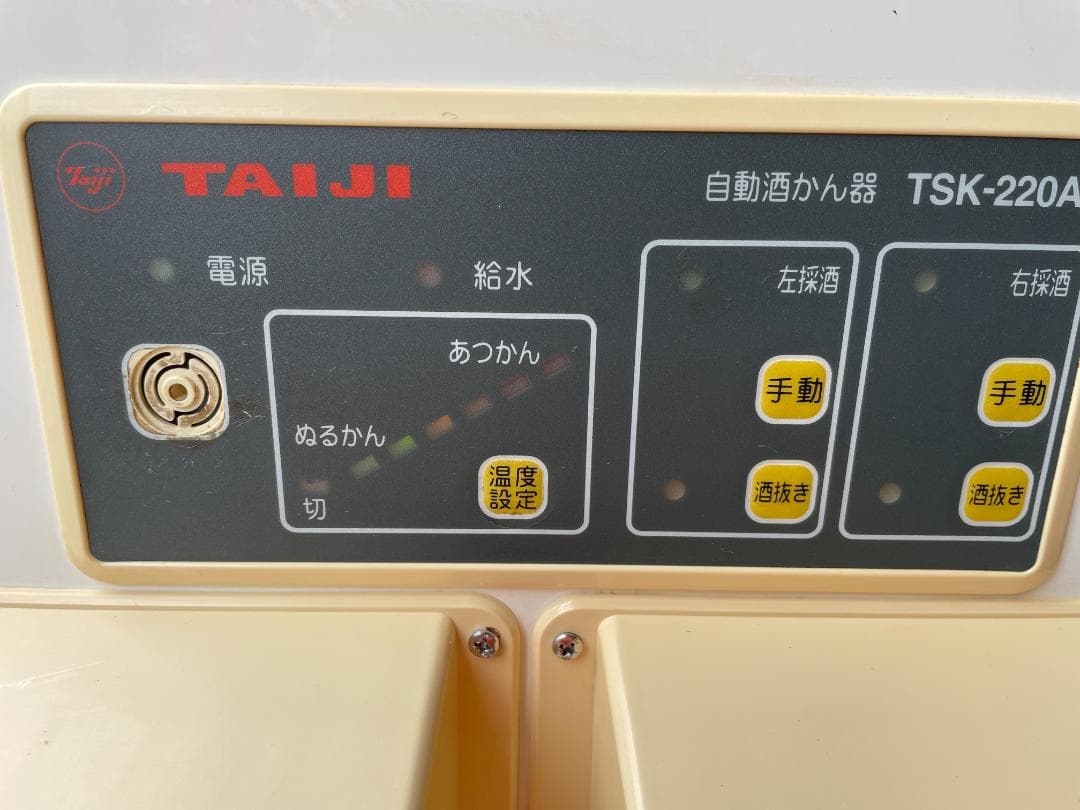 Taiji
TAIJI
自動酒かん器 TSK-220A
電源
給水
あつかん
ぬるかん
切
温度
設定
左採酒
手動
酒抜き
右採酒
手動
酒抜き